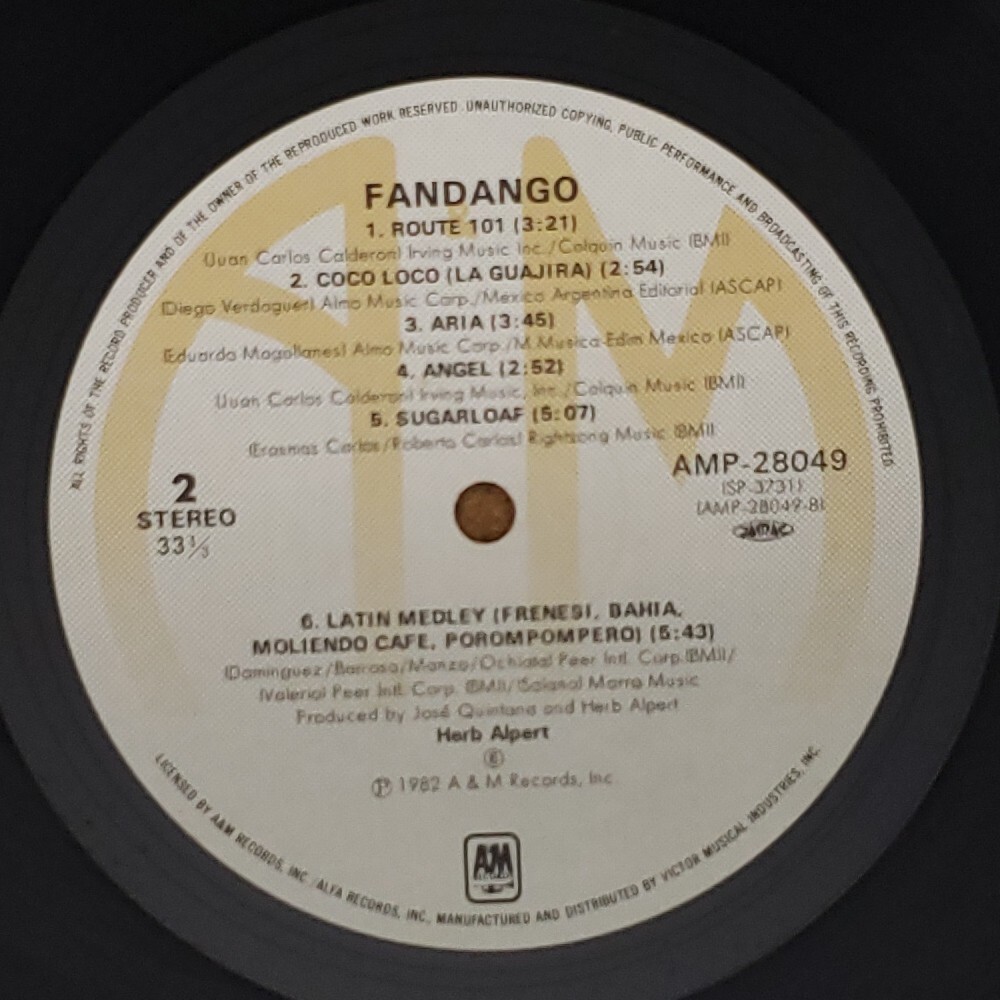 ALL RIGHTS OF THE RECORD PRODUCER AND OF THE OWNER OF THE REPRODUCED WORK RESERVED. UNAUTHORIZED COPYING, PUBLIC PERFORMANCE AND BROADCASTING OF THIS RECORDING PROHIBITED
FANDANGO
1. ROUTE 101 (3:21)
(Juan Carlos Calderon) Irving Music Inc./Calquin Music (BMI)
2. COCO LOCO (LA GUAJIRA) (2:54)
(Diego Verdaguer) Almo Music Corp./Mexico Argentina Editorial (ASCAP)
3. ARIA (3:45)
(Eduardo Magallanes) Almo Music Corp./M.Musica-Edim Mexico (ASCAP)
4. ANGEL (2:52)
(Juan Carlos Calderon) Irving Music, Inc./Calquin Music (BMI)
5. SUGARLOAF (5:07)
(Erasmos Carlos/Roberto Carlos) Rightsong Music (BMI)
2
STEREO
33⅓
AMP-28049
(SP-3731)
(AMP-28049-B)
6. LATIN MEDLEY (FRENESI, BAHIA,
MOLIENDO CAFE, POROMPOMPERO) (5:43)
(Dominguez/Barroso/Manzo/Ochiasa) Peer Intl. Corp.(BMI)/
(Valerio) Peer Intl. Corp. (BMI)/(Solano) Marra Music
Produced by José Quintana and Herb Alpert
Herb Alpert
Ⓔ
℗ 1982 A & M Records, Inc.
A&M
LICENSED BY A&M RECORDS, INC./ALFA RECORDS, INC., MANUFACTURED AND DISTRIBUTED BY VICTOR MUSICAL INDUSTRIES, INC.